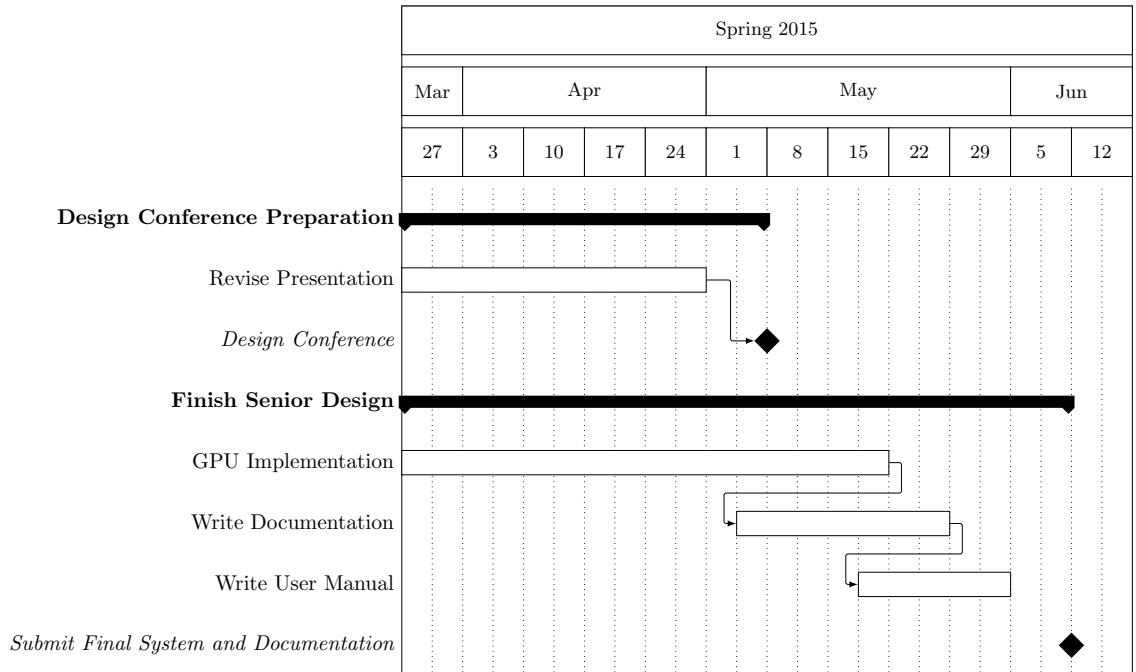 Spring 2015
Mar Apr May Jun
27 3 10 17 24 1 8 15 22 29 5 12
Design Conference Preparation
Revise Presentation
Design Conference
Finish Senior Design
GPU Implementation
Write Documentation
Write User Manual
Submit Final System and Documentation